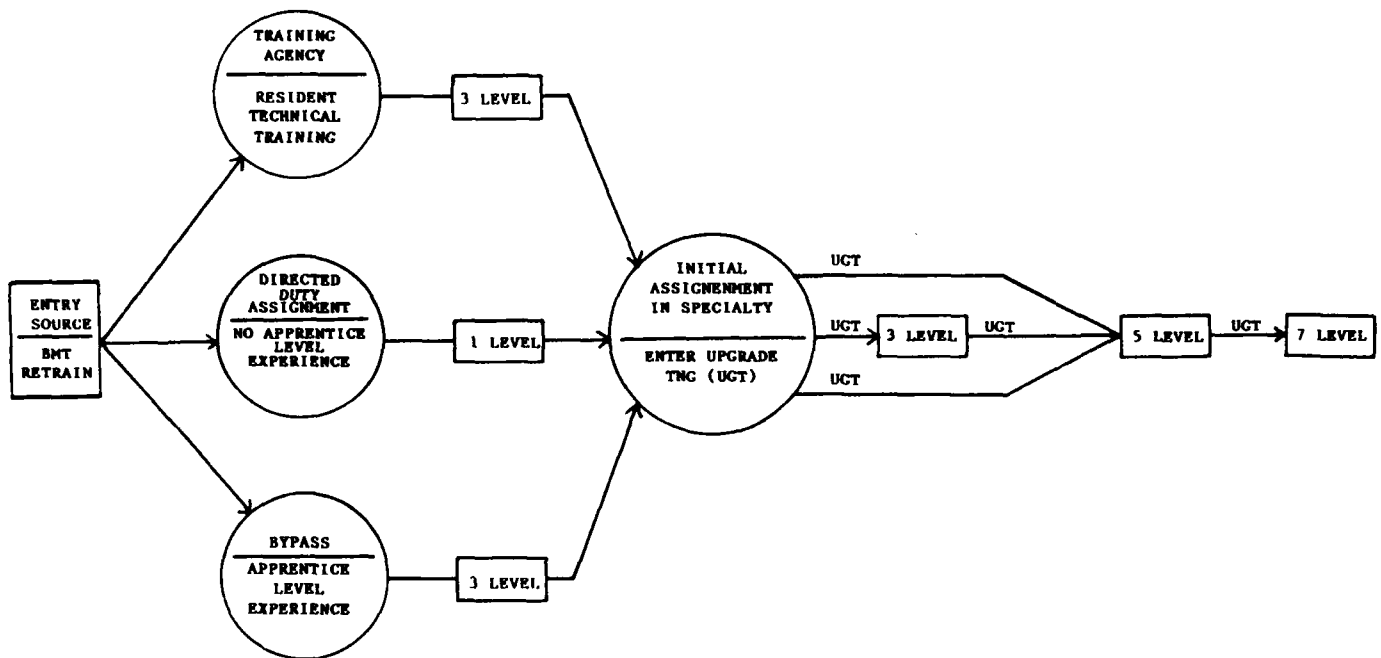 ENTRY
SOURCE
BMT
RETRAIN
TRAINING
AGENCY
RESIDENT
TECHNICAL
TRAINING
3 LEVEL
DIRECTED
DUTY
ASSIGNMENT
NO APPRENTICE
LEVEL
EXPERIENCE
1 LEVEL
BYPASS
APPRENTICE
LEVEL
EXPERIENCE
3 LEVEL
INITIAL
ASSIGNENMENT
IN SPECIALTY
ENTER UPGRADE
TNG (UGT)
UGT
UGT
3 LEVEL
UGT
UGT
5 LEVEL
UGT
7 LEVEL